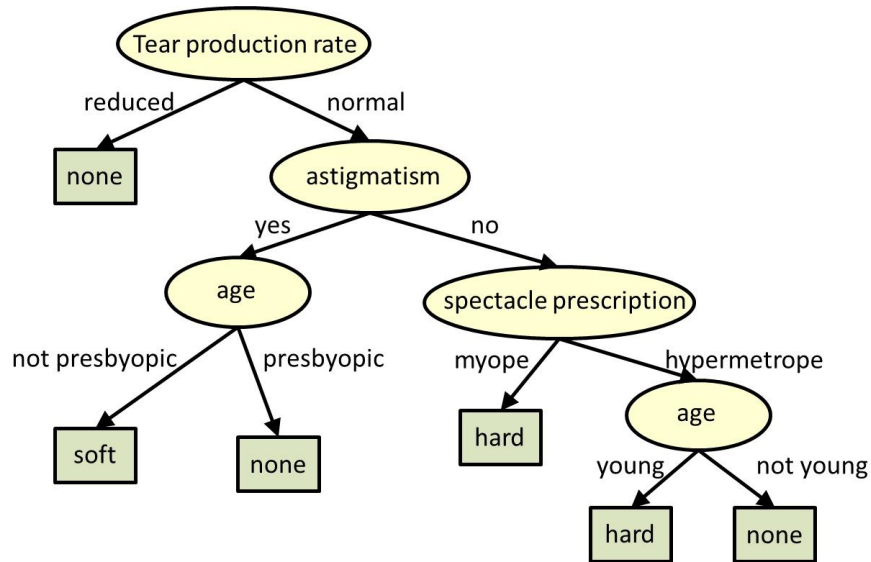 Tear production rate
reduced
normal
none
astigmatism
yes
no
age
spectacle prescription
not presbyopic
presbyopic
myope
hypermetrope
soft
none
hard
age
young
not young
hard
none